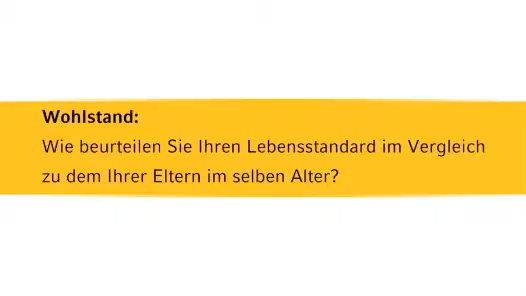 Wohlstand:
Wie beurteilen Sie Ihren Lebensstandard im Vergleich
zu dem Ihrer Eltern im selben Alter?